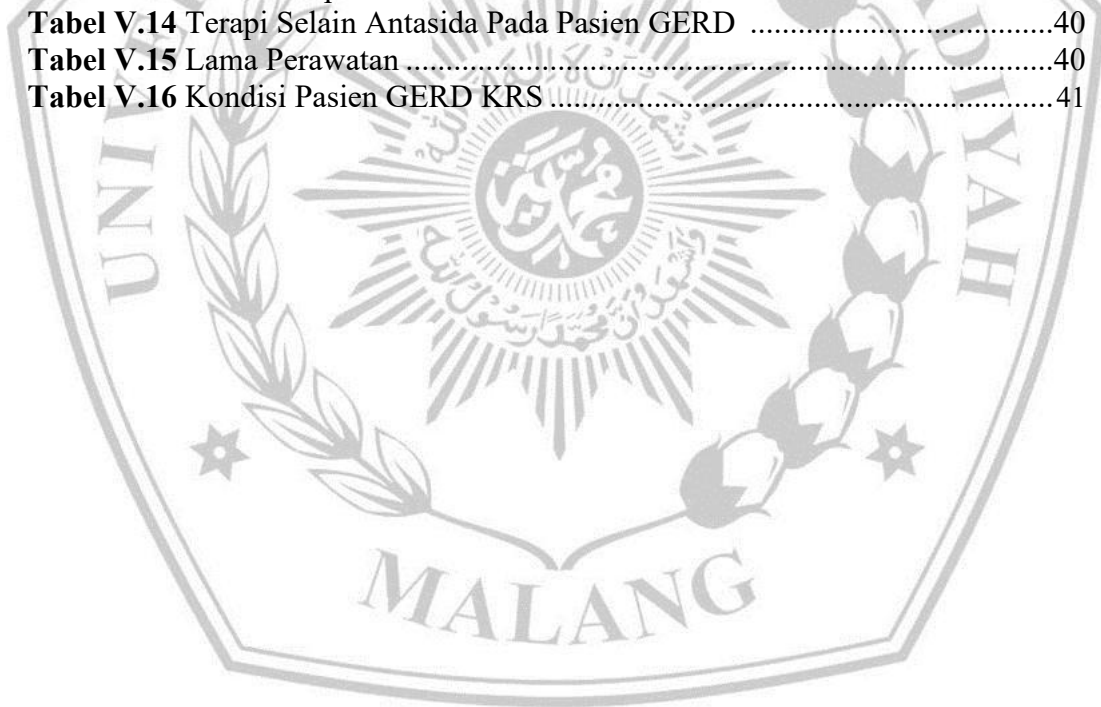 Tabel V.14 Terapi Selain Antasida Pada Pasien GERD ..................................40
Tabel V.15 Lama Perawatan ..........................................................................40
Tabel V.16 Kondisi Pasien GERD KRS ..........................................................41
MALANG